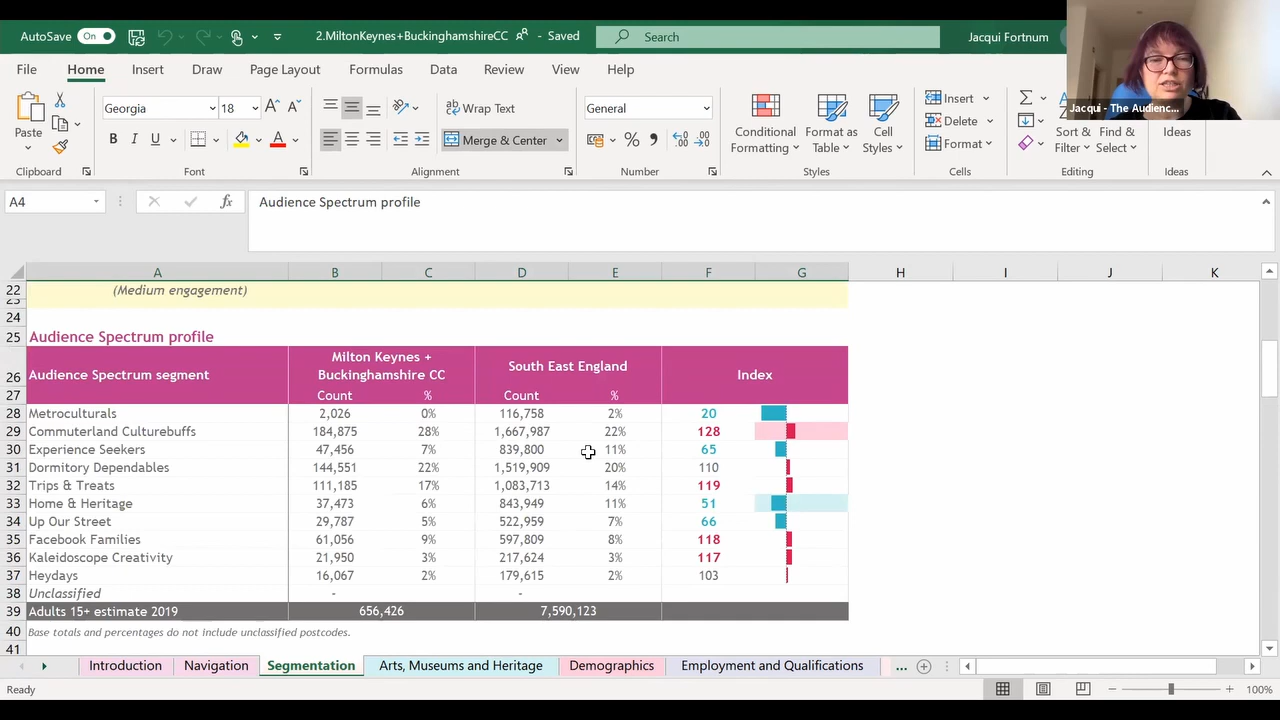 AutoSave On 2.MiltonKeynes+BuckinghamshireCC - Saved Search Jacqui Fortnum
File Home Insert Draw Page Layout Formulas Data Review View Help
Jacqui - The Audienc...
Paste Georgia 18 A A Wrap Text General Conditional Formatting Format as Table Cell Styles Insert Sort & Filter Find & Select Ideas
B I U A Merge & Center % Delete
Format
Clipboard Font Alignment Number Styles Cells Editing Ideas
A4 fx Audience Spectrum profile
A B C D E F G H I J K
22 (Medium engagement)
23
24
25 Audience Spectrum profile
26 Audience Spectrum segment Milton Keynes + Buckinghamshire CC South East England Index
27 Count % Count %
28 Metroculturals 2,026 0% 116,758 2% 20
29 Commuterland Culturebuffs 184,875 28% 1,667,987 22% 128
30 Experience Seekers 47,456 7% 839,800 11% 65
31 Dormitory Dependables 144,551 22% 1,519,909 20% 110
32 Trips & Treats 111,185 17% 1,083,713 14% 119
33 Home & Heritage 37,473 6% 843,949 11% 51
34 Up Our Street 29,787 5% 522,959 7% 66
35 Facebook Families 61,056 9% 597,809 8% 118
36 Kaleidoscope Creativity 21,950 3% 217,624 3% 117
37 Heydays 16,067 2% 179,615 2% 103
38 Unclassified - -
39 Adults 15+ estimate 2019 656,426 7,590,123
40 Base totals and percentages do not include unclassified postcodes.
41
Introduction Navigation Segmentation Arts, Museums and Heritage Demographics Employment and Qualifications ...
Ready 100%